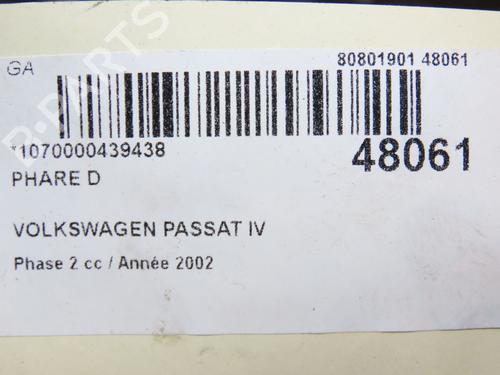 GA 80801901 48061
*1070000439438 48061
PHARE D
VOLKSWAGEN PASSAT IV
Phase 2 cc / Année 2002
B-PARTS